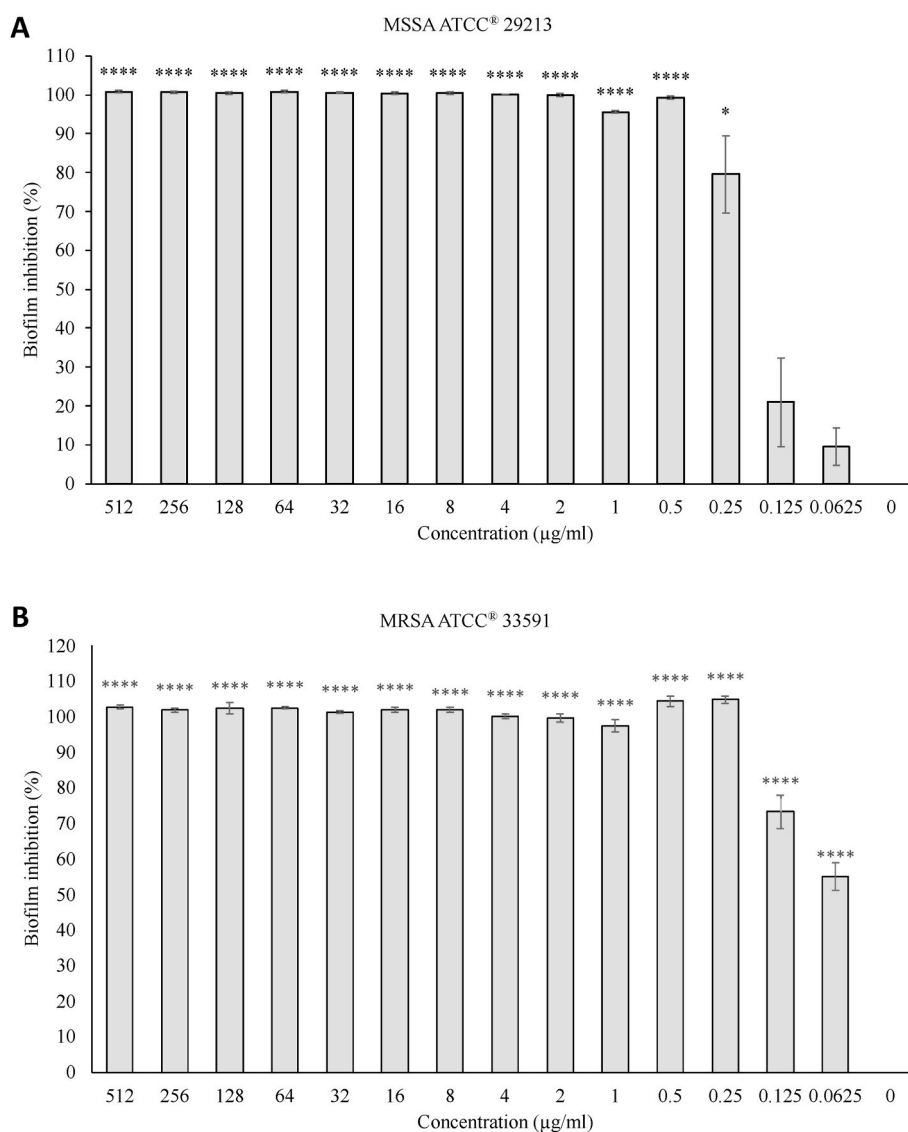 A
MSSA ATCC® 29213
110
100
90
80
70
60
50
40
30
20
10
0
Biofilm inhibition (%)
**** **** **** **** **** **** **** **** **** **** **** *
512 256 128 64 32 16 8 4 2 1 0.5 0.25 0.125 0.0625 0
Concentration (µg/ml)
B
MRSA ATCC® 33591
120
110
100
90
80
70
60
50
40
30
20
10
0
Biofilm inhibition (%)
**** **** **** **** **** **** **** **** **** **** **** **** **** ****
512 256 128 64 32 16 8 4 2 1 0.5 0.25 0.125 0.0625 0
Concentration (µg/ml)